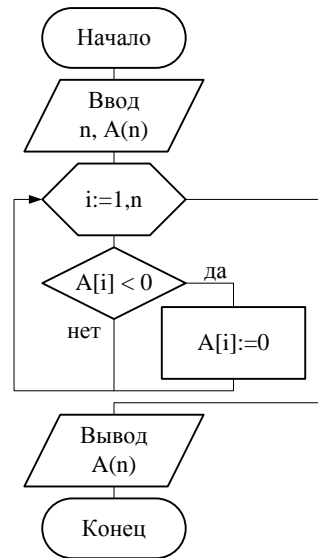 Начало
Ввод
n, A(n)
i:=1,n
A[i] < 0
да
нет
A[i]:=0
Вывод
A(n)
Конец